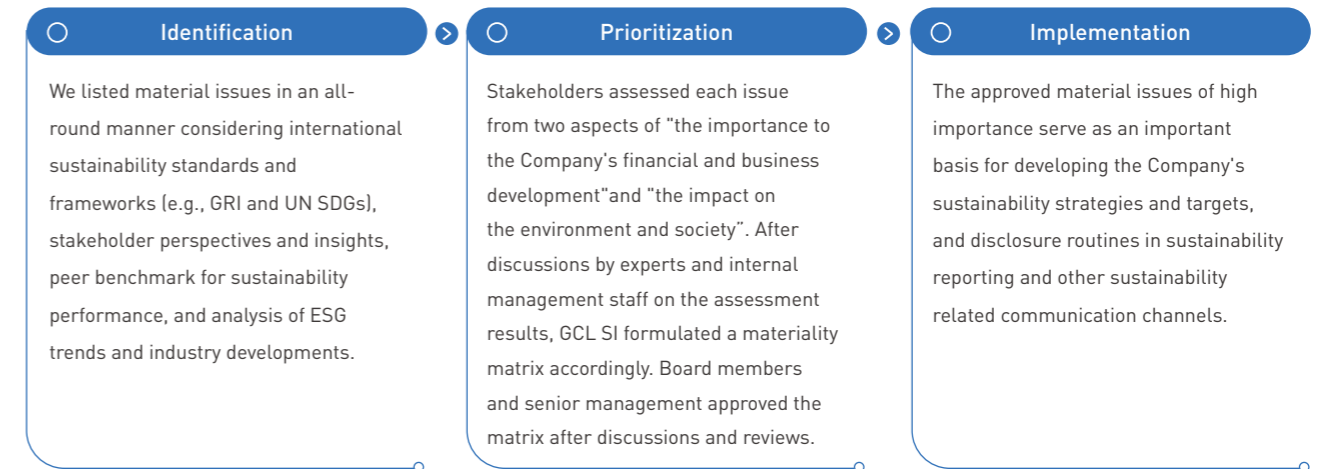 Identification
We listed material issues in an all-
round manner considering international
sustainability standards and
frameworks (e.g., GRI and UN SDGs),
stakeholder perspectives and insights,
peer benchmark for sustainability
performance, and analysis of ESG
trends and industry developments.
Prioritization
Stakeholders assessed each issue
from two aspects of "the importance to
the Company's financial and business
development"and "the impact on
the environment and society". After
discussions by experts and internal
management staff on the assessment
results, GCL SI formulated a materiality
matrix accordingly. Board members
and senior management approved the
matrix after discussions and reviews.
Implementation
The approved material issues of high
importance serve as an important
basis for developing the Company's
sustainability strategies and targets,
and disclosure routines in sustainability
reporting and other sustainability
related communication channels.